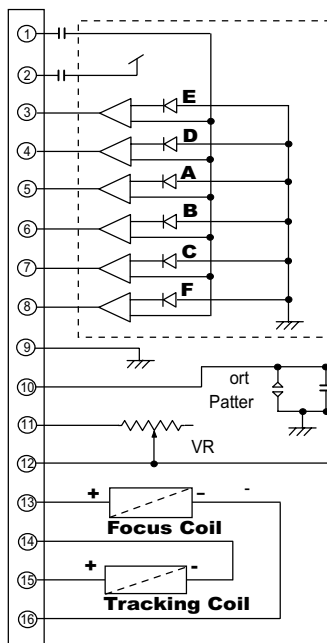 1
2
E
3
D
4
A
5
B
6
C
7
F
8
9
10
ort
Patter
11
VR
12
13
+ - -
Focus Coil
14
15
+ -
Tracking Coil
16